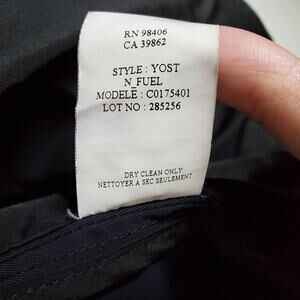 RN 98406
CA 39862
STYLE : YOST
N_FUEL
MODELE : C0175401
LOT NO : 285256
DRY CLEAN ONLY
NETTOYER A SEC SEULEMENT